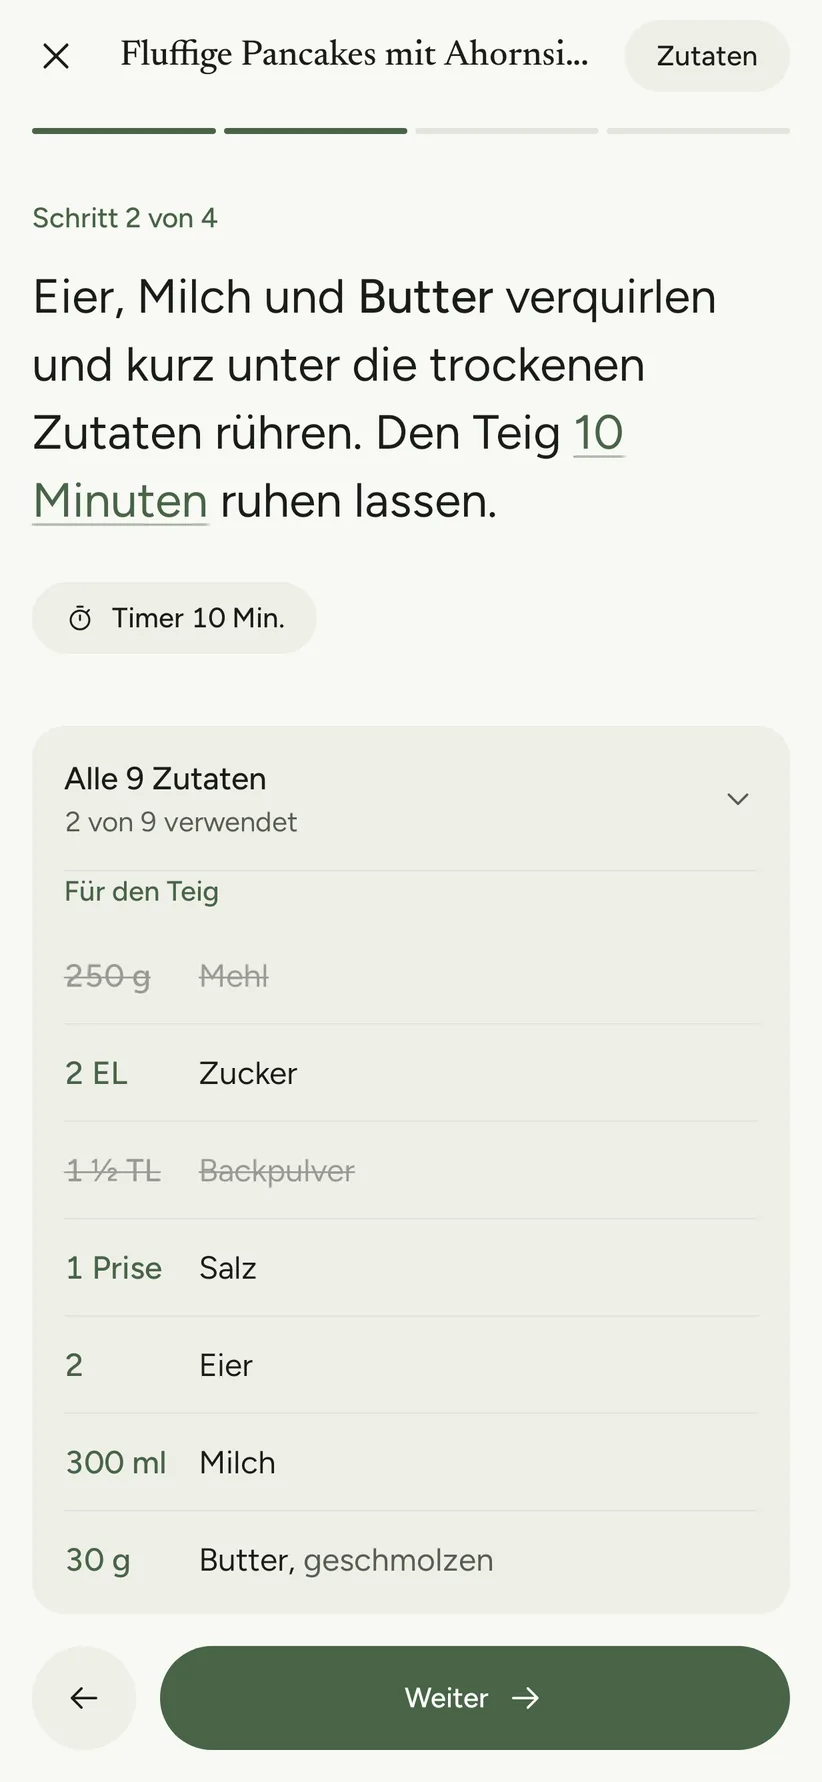 Fluffige Pancakes mit Ahornsi...
Zutaten
Schritt 2 von 4
Eier, Milch und Butter verquirlen
und kurz unter die trockenen
Zutaten rühren. Den Teig 10
Minuten ruhen lassen.
Timer 10 Min.
Alle 9 Zutaten
2 von 9 verwendet
Für den Teig
250 g Mehl
2 EL Zucker
1 ½ TL Backpulver
1 Prise Salz
2 Eier
300 ml Milch
30 g Butter, geschmolzen
Weiter →